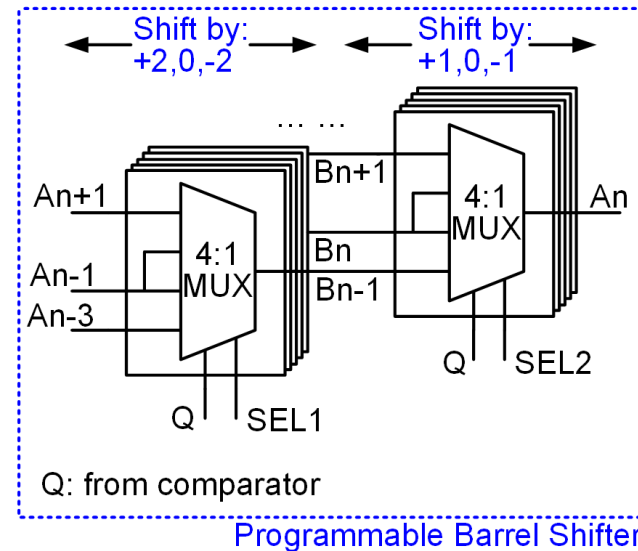 Shift by:
+2,0,-2
Shift by:
+1,0,-1
... ...
An+1
An-1
An-3
4:1
MUX
Q
SEL1
Bn+1
Bn
Bn-1
4:1
MUX
An
Q
SEL2
Q: from comparator
Programmable Barrel Shifter